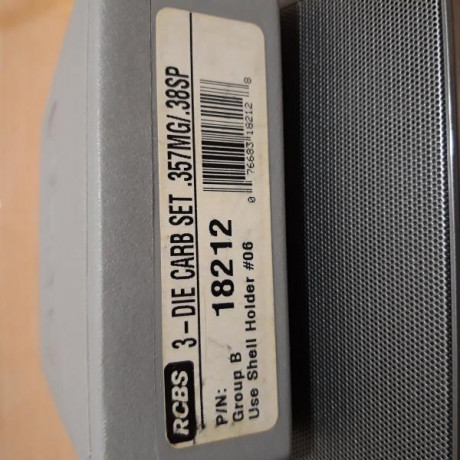 RCBS 3-DIE CARB SET .357MG/.38SP
P/N: 18212
Group B
Use Shell Holder #06
0 76683 18212 8